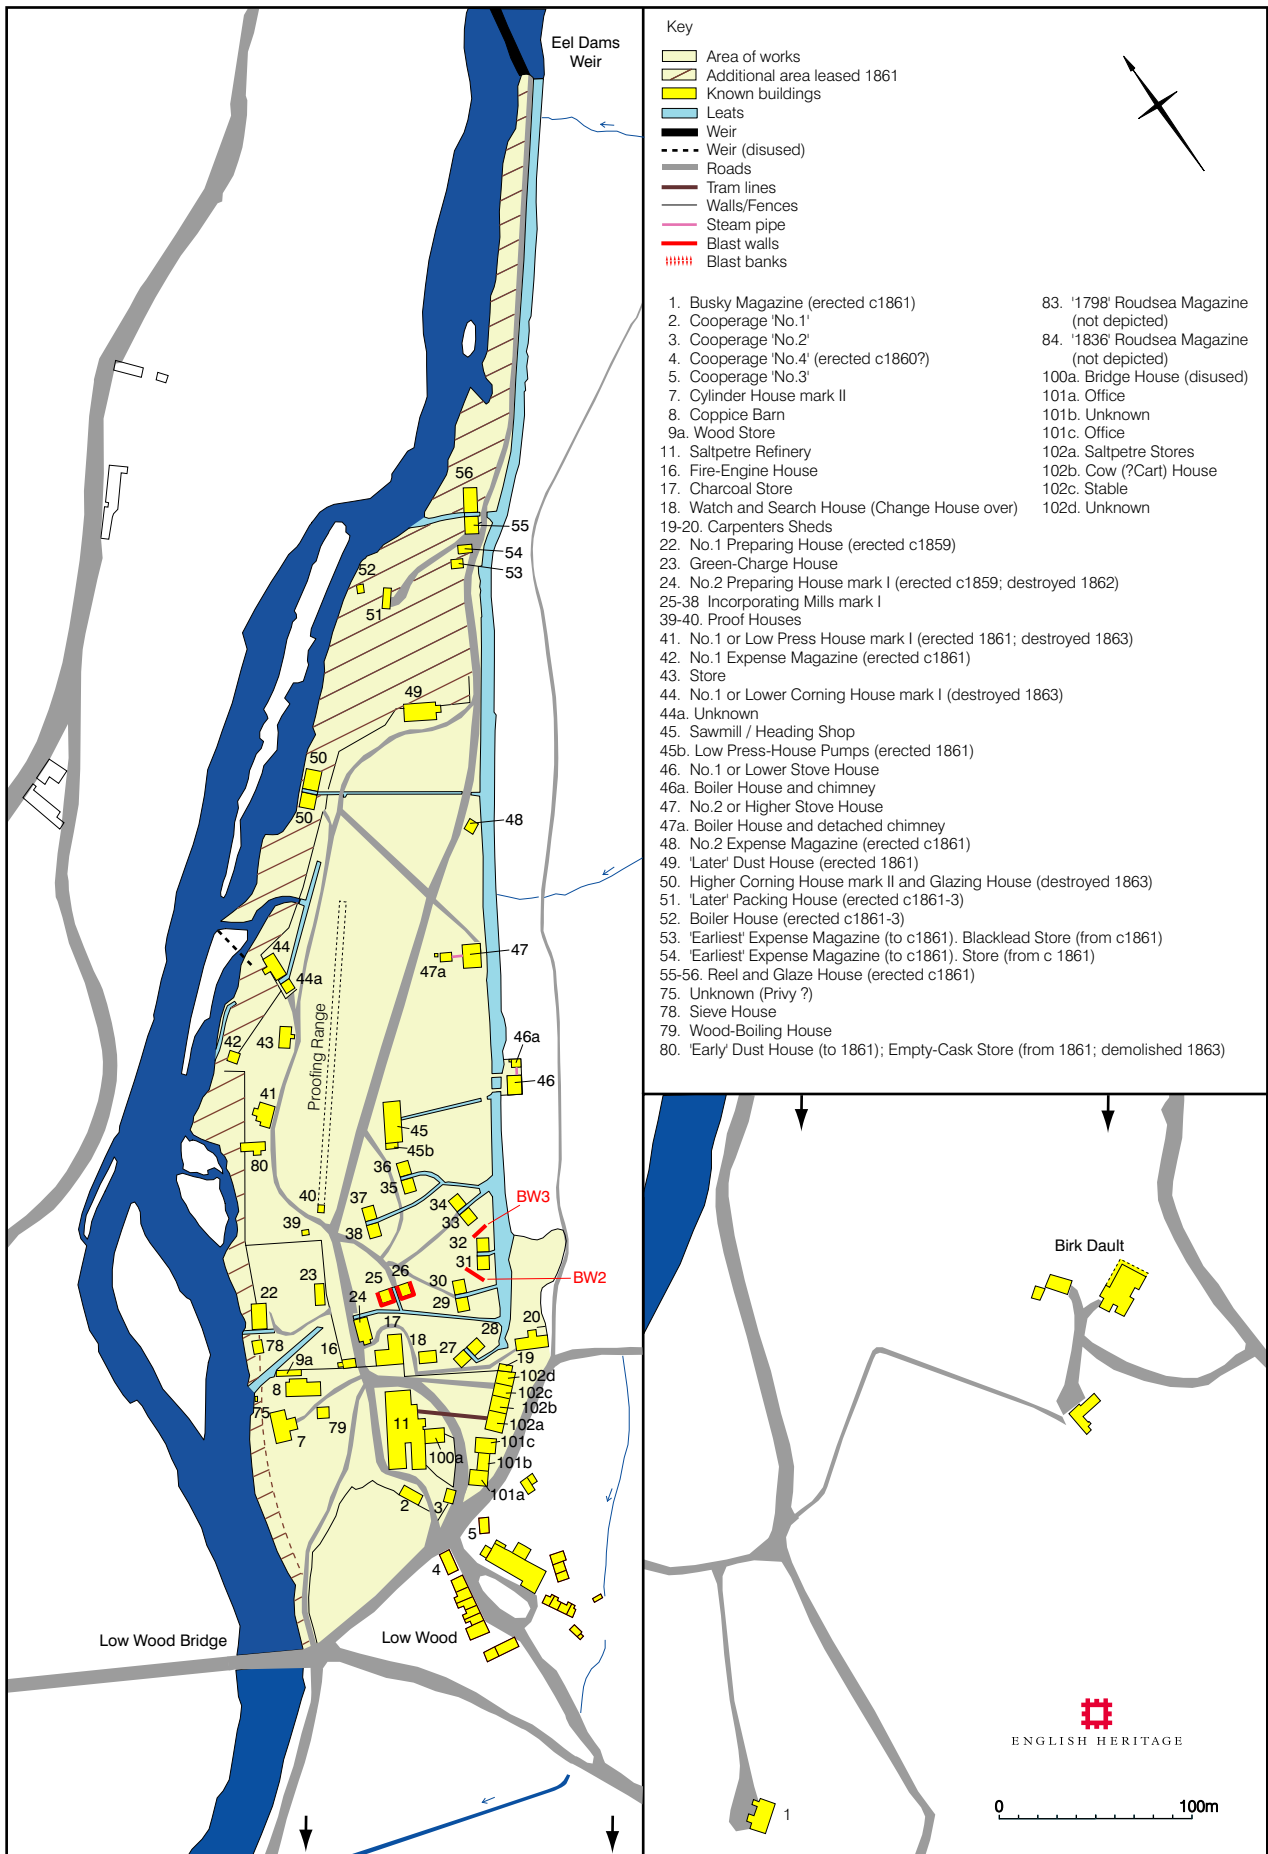 Eel Dams
Weir
Key
Area of works
Additional area leased 1861
Known buildings
Leats
Weir
Weir (disused)
Roads
Tram lines
Walls/Fences
Steam pipe
Blast walls
Blast banks
1. Busky Magazine (erected c1861)
2. Cooperage 'No.1'
3. Cooperage 'No.2'
4. Cooperage 'No.4' (erected c1860?)
5. Cooperage 'No.3'
7. Cylinder House mark II
8. Coppice Barn
9a. Wood Store
11. Saltpetre Refinery
16. Fire-Engine House
17. Charcoal Store
18. Watch and Search House (Change House over)
19-20. Carpenters Sheds
22. No.1 Preparing House (erected c1859)
23. Green-Charge House
24. No.2 Preparing House mark I (erected c1859; destroyed 1862)
25-38 Incorporating Mills mark I
39-40. Proof Houses
41. No.1 or Low Press House mark I (erected 1861; destroyed 1863)
42. No.1 Expense Magazine (erected c1861)
43. Store
44. No.1 or Lower Corning House mark I (destroyed 1863)
44a. Unknown
45. Sawmill / Heading Shop
45b. Low Press-House Pumps (erected 1861)
46. No.1 or Lower Stove House
46a. Boiler House and chimney
47. No.2 or Higher Stove House
47a. Boiler House and detached chimney
48. No.2 Expense Magazine (erected c1861)
49. 'Later' Dust House (erected 1861)
50. Higher Corning House mark II and Glazing House (destroyed 1863)
51. 'Later' Packing House (erected c1861-3)
52. Boiler House (erected c1861-3)
53. 'Earliest' Expense Magazine (to c1861). Blacklead Store (from c1861)
54. 'Earliest' Expense Magazine (to c1861). Store (from c 1861)
55-56. Reel and Glaze House (erected c1861)
75. Unknown (Privy ?)
78. Sieve House
79. Wood-Boiling House
80. 'Early' Dust House (to 1861); Empty-Cask Store (from 1861; demolished 1863)
83. '1798' Roudsea Magazine
(not depicted)
84. '1836' Roudsea Magazine
(not depicted)
100a. Bridge House (disused)
101a. Office
101b. Unknown
101c. Office
102a. Saltpetre Stores
102b. Cow (?Cart) House
102c. Stable
102d. Unknown
56
55
54
53
52
51
49
50
50
48
44
47
47a
44a
Proofing Range
42
43
46a
46
41
45
45b
80
36
35
40
37
34
33
BW3
39
38
32
31
25
26
30
BW2
23
22
24
29
17
28
20
78
18
27
16
9a
19
8
102d
102c
102b
75
79
7
11
102a
101c
100a
101b
101a
2
3
5
4
Low Wood Bridge
Low Wood
Birk Dault
1
ENGLISH HERITAGE
0 100m